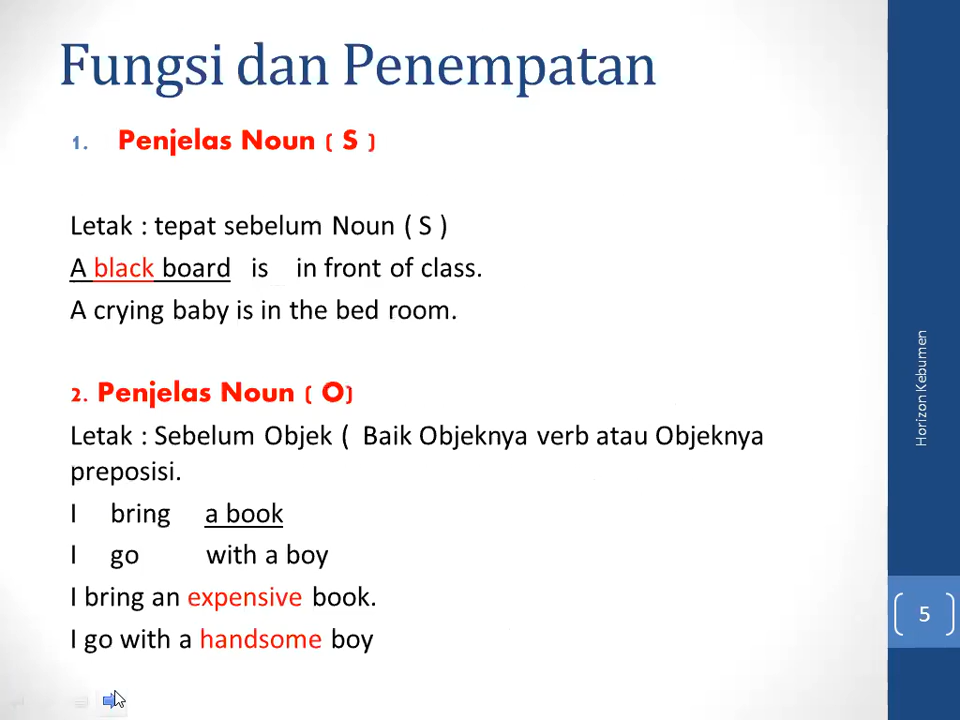 Fungsi dan Penempatan
1. Penjelas Noun ( S )
Letak : tepat sebelum Noun ( S )
A black board is in front of class.
A crying baby is in the bed room.
2. Penjelas Noun ( O)
Letak : Sebelum Objek ( Baik Objeknya verb atau Objeknya
preposisi.
I bring a book
I go with a boy
I bring an expensive book.
I go with a handsome boy
Horizon Kebumen
5